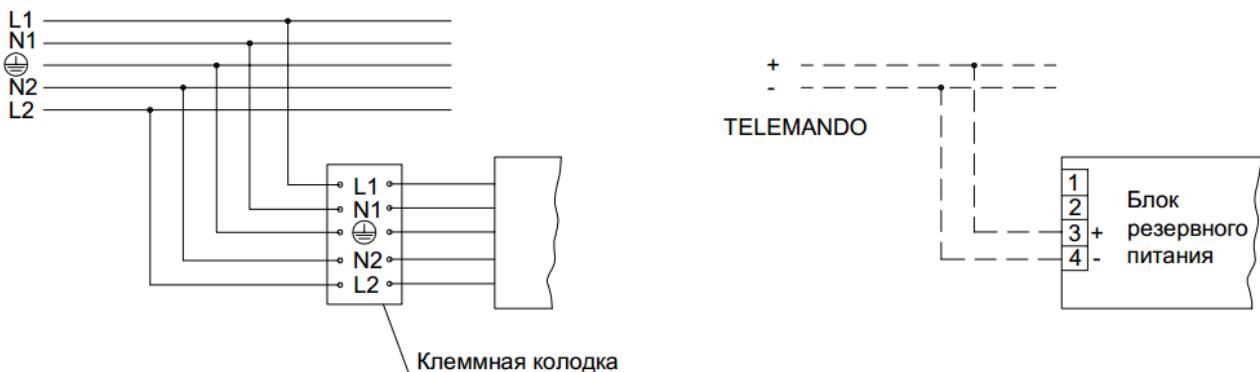 L1
N1
N2
L2
L1
N1
N2
L2
Клеммная колодка
+
-
TELEMANDO
1
2
3 +
4 -
Блок
резервного
питания